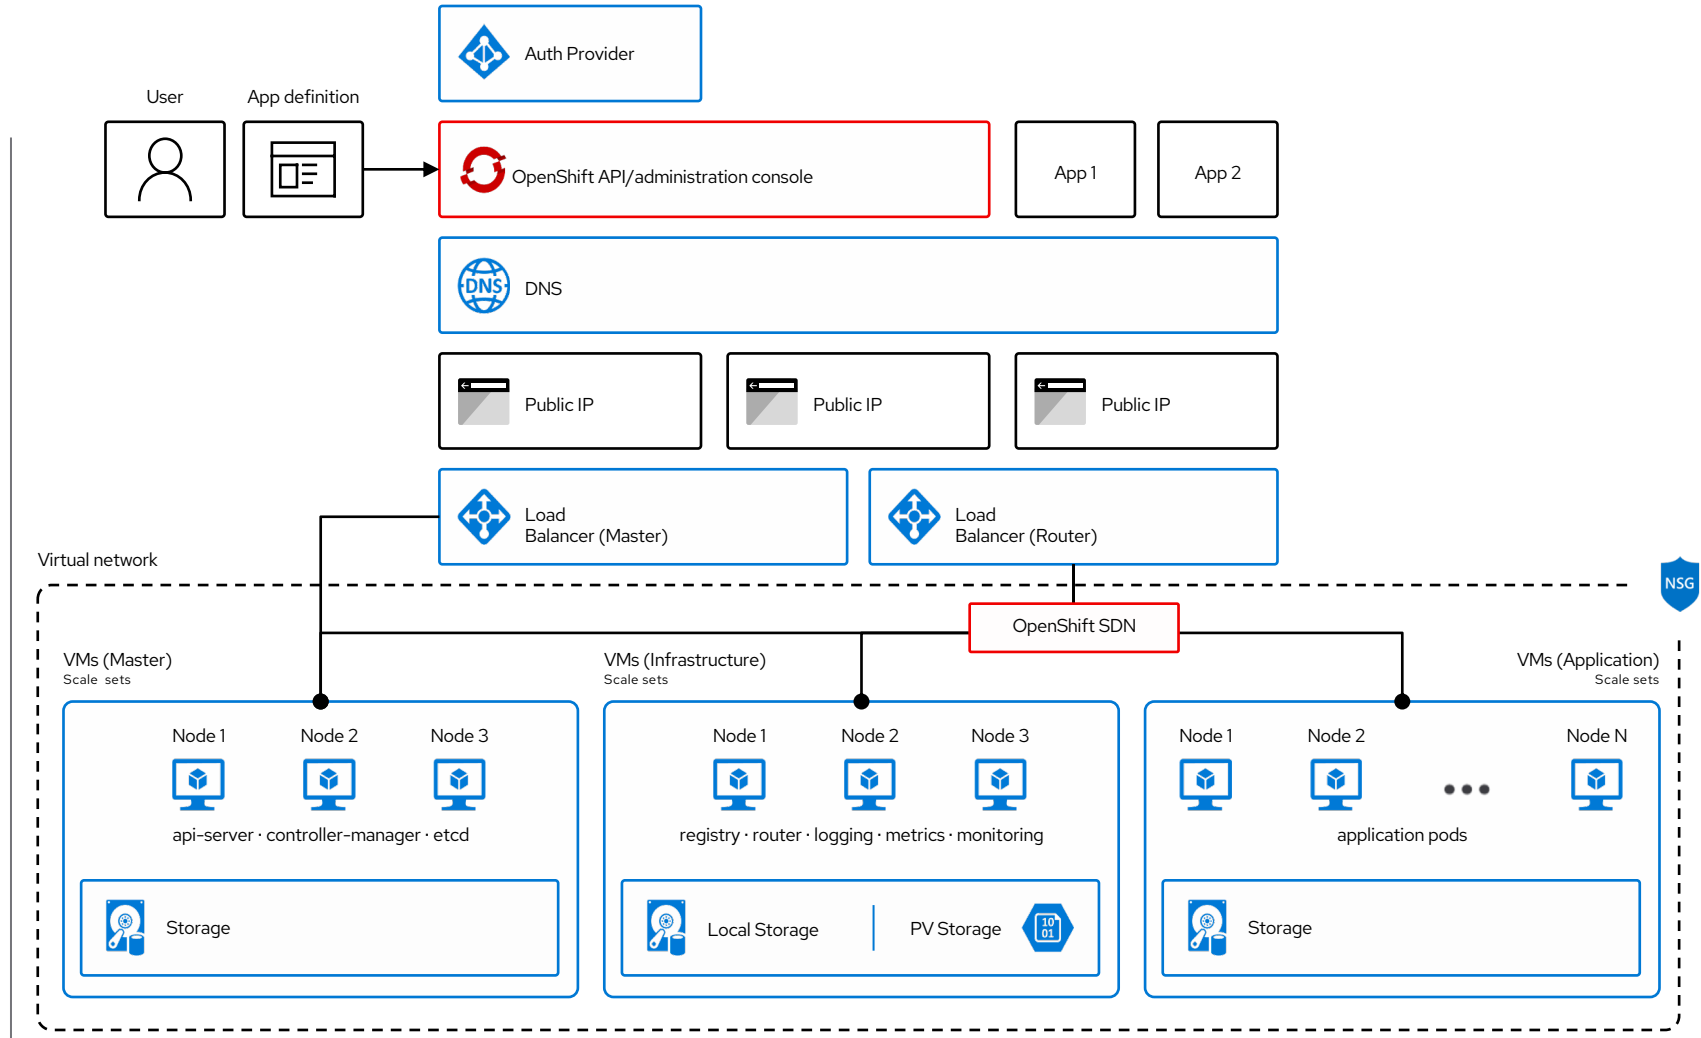 Auth Provider
User
App definition
OpenShift API/administration console
App 1
App 2
DNS
DNS
Public IP
Public IP
Public IP
Load
Balancer (Master)
Load
Balancer (Router)
Virtual network
NSG
OpenShift SDN
VMs (Master)
Scale sets
VMs (Infrastructure)
Scale sets
VMs (Application)
Scale sets
Node 1
Node 2
Node 3
Node 1
Node 2
Node 3
Node 1
Node 2
Node N
api-server · controller-manager · etcd
registry · router · logging · metrics · monitoring
application pods
Storage
Local Storage
PV Storage
10
01
Storage